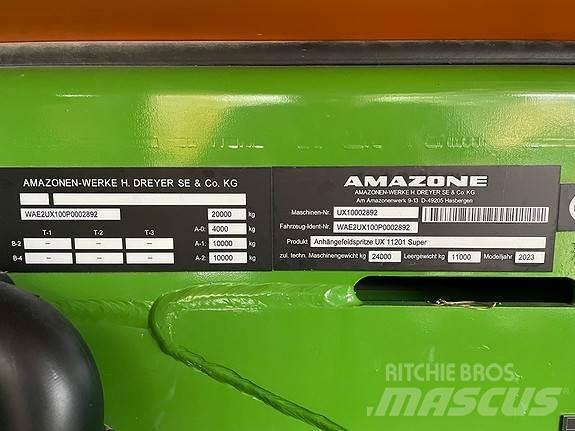 AMAZONEN-WERKE H. DREYER SE & Co. KG
WAE2UX100P0002892 20000 kg
T-1 T-2 T-3 A-0: 4000 kg
B-2 – – – A-1: 10000 kg
B-4 – – – A-2: 10000 kg
AMAZONE
AMAZONEN-WERKE H. DREYER SE & Co. KG
Am Amazonenwerk 9-13 D-49205 Hasbergen
Maschinen-Nr. UX10002892
Fahrzeug-Ident-Nr. WAE2UX100P0002892
Produkt Anhängefeldspritze UX 11201 Super
zul. techn. Maschinengewicht kg 24000 Leergewicht kg 11000 Modelljahr 2023
RITCHIE BROS.
MASCUS